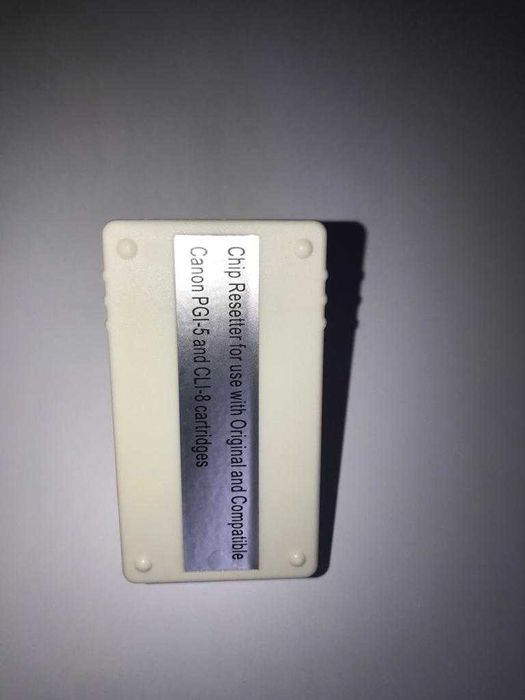 Chip Resetter for use with Original and Compatible
Canon PGI-5 and CLI-8 cartridges